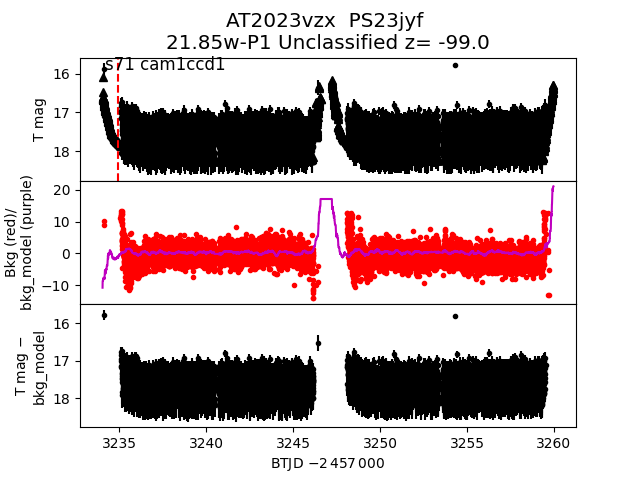 AT2023vzx  PS23jyf
21.85w-P1 Unclassified z= -99.0
s71 cam1ccd1
T mag
16
17
18
Bkg (red)/
bkg_model (purple)
20
10
0
−10
T mag −
bkg_model
16
17
18
3235 3240 3245 3250 3255 3260
BTJD −2 457 000